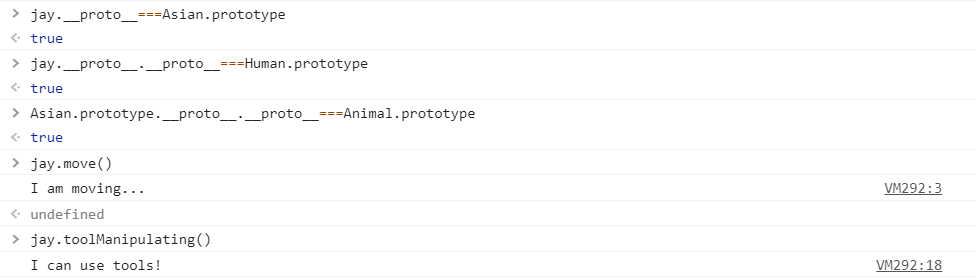 > jay.__proto__===Asian.prototype
<· true
> jay.__proto__.__proto__===Human.prototype
<· true
> Asian.prototype.__proto__.__proto__===Animal.prototype
<· true
> jay.move()
I am moving... VM292:3
<· undefined
> jay.toolManipulating()
I can use tools! VM292:18